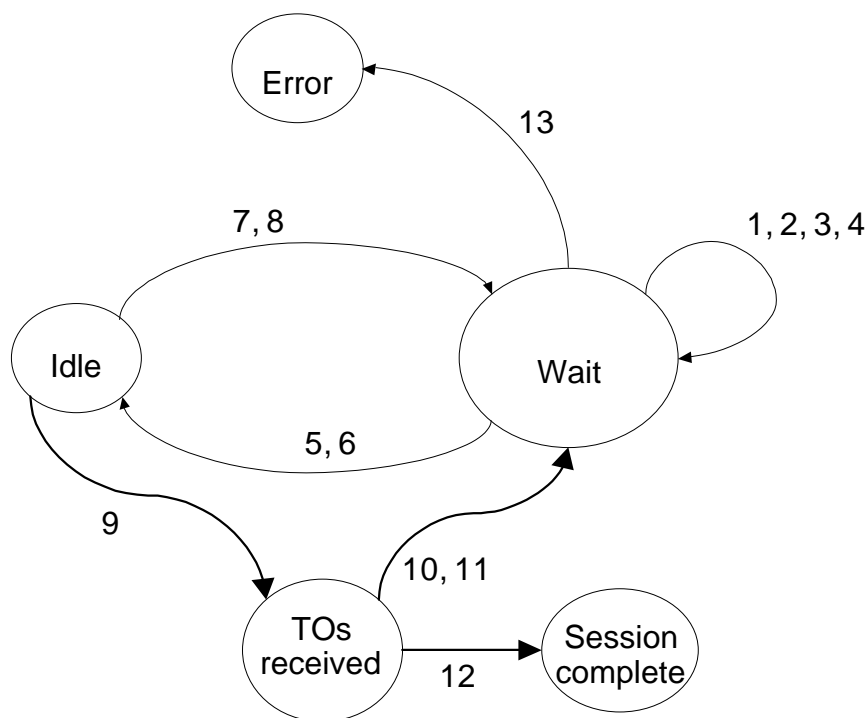 Error
13
7, 8
1, 2, 3, 4
Idle
Wait
5, 6
9
10, 11
TOs
received
12
Session
complete